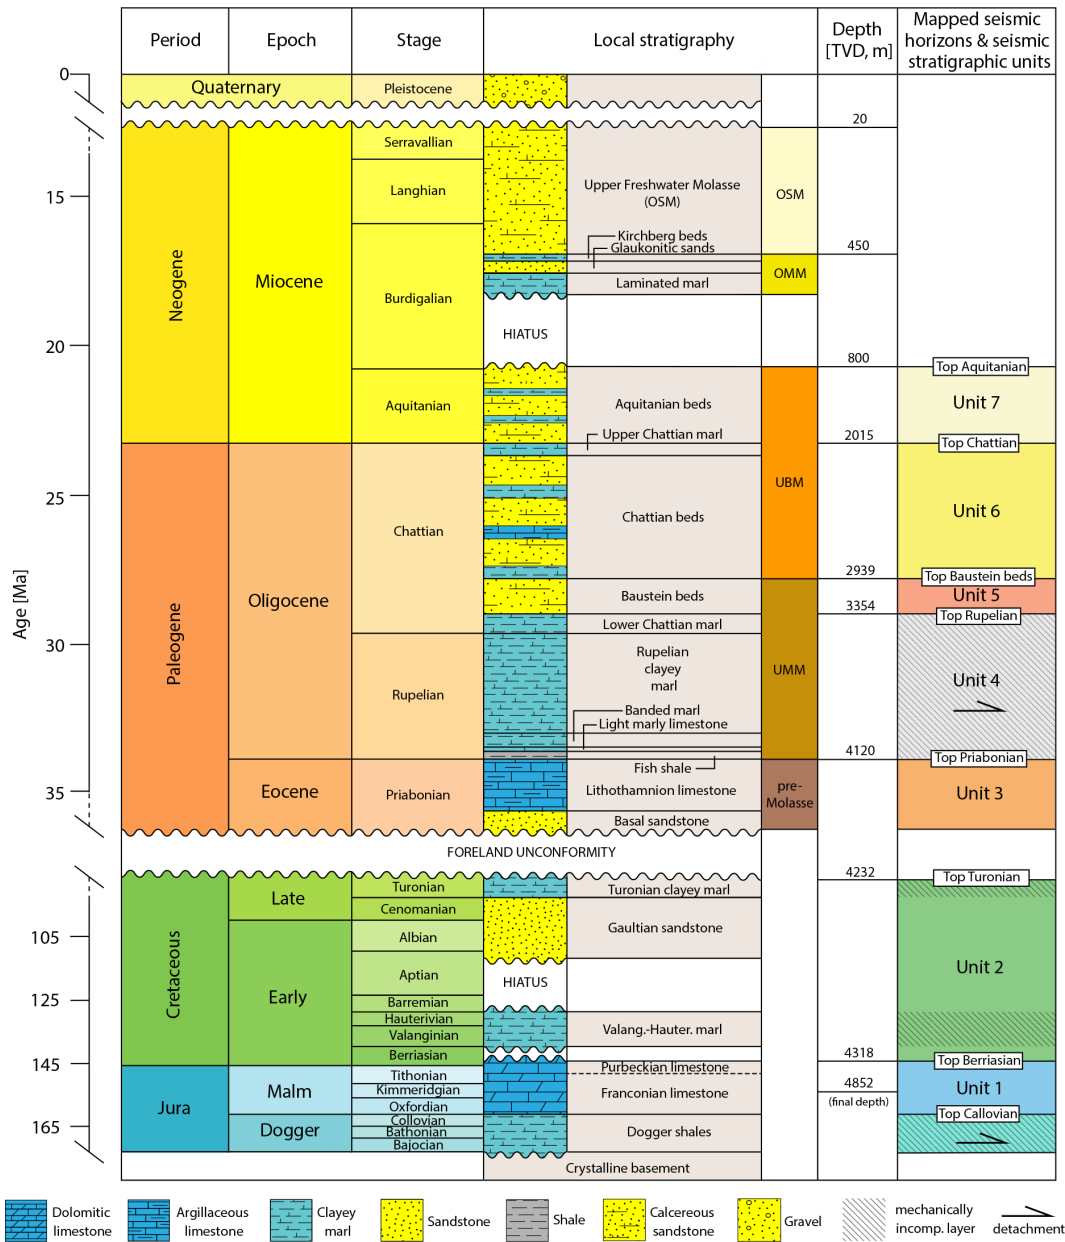 Period
Epoch
Stage
Local stratigraphy
Depth
[TVD, m]
Mapped seismic
horizons & seismic
stratigraphic units
Age [Ma]
0
15
20
25
30
35
105
125
145
165
Quaternary
Pleistocene
Neogene
Miocene
Serravallian
Langhian
Burdigalian
Aquitanian
Paleogene
Oligocene
Chattian
Rupelian
Eocene
Priabonian
FORELAND UNCONFORMITY
Cretaceous
Late
Early
Turonian
Cenomanian
Albian
Aptian
Barremian
Hauterivian
Valanginian
Berriasian
Jura
Malm
Dogger
Tithonian
Kimmeridgian
Oxfordian
Collovian
Bathonian
Bajocian
Upper Freshwater Molasse
(OSM)
Kirchberg beds
Glaukonitic sands
Laminated marl
HIATUS
Aquitanian beds
Upper Chattian marl
Chattian beds
Baustein beds
Lower Chattian marl
Rupelian
clayey
marl
Banded marl
Light marly limestone
Fish shale
Lithothamnion limestone
Basal sandstone
Turonian clayey marl
Gaultian sandstone
HIATUS
Valang.-Hauter. marl
Purbeckian limestone
Franconian limestone
Dogger shales
Crystalline basement
OSM
OMM
UBM
UMM
pre-
Molasse
20
450
800
2015
2939
3354
4120
4232
4318
4852
(final depth)
Top Aquitanian
Unit 7
Top Chattian
Unit 6
Top Baustein beds
Unit 5
Top Rupelian
Unit 4
Top Priabonian
Unit 3
Top Turonian
Unit 2
Top Berriasian
Unit 1
Top Callovian
Dolomitic
limestone
Argillaceous
limestone
Clayey
marl
Sandstone
Shale
Calcereous
sandstone
Gravel
mechanically
incomp. layer
detachment